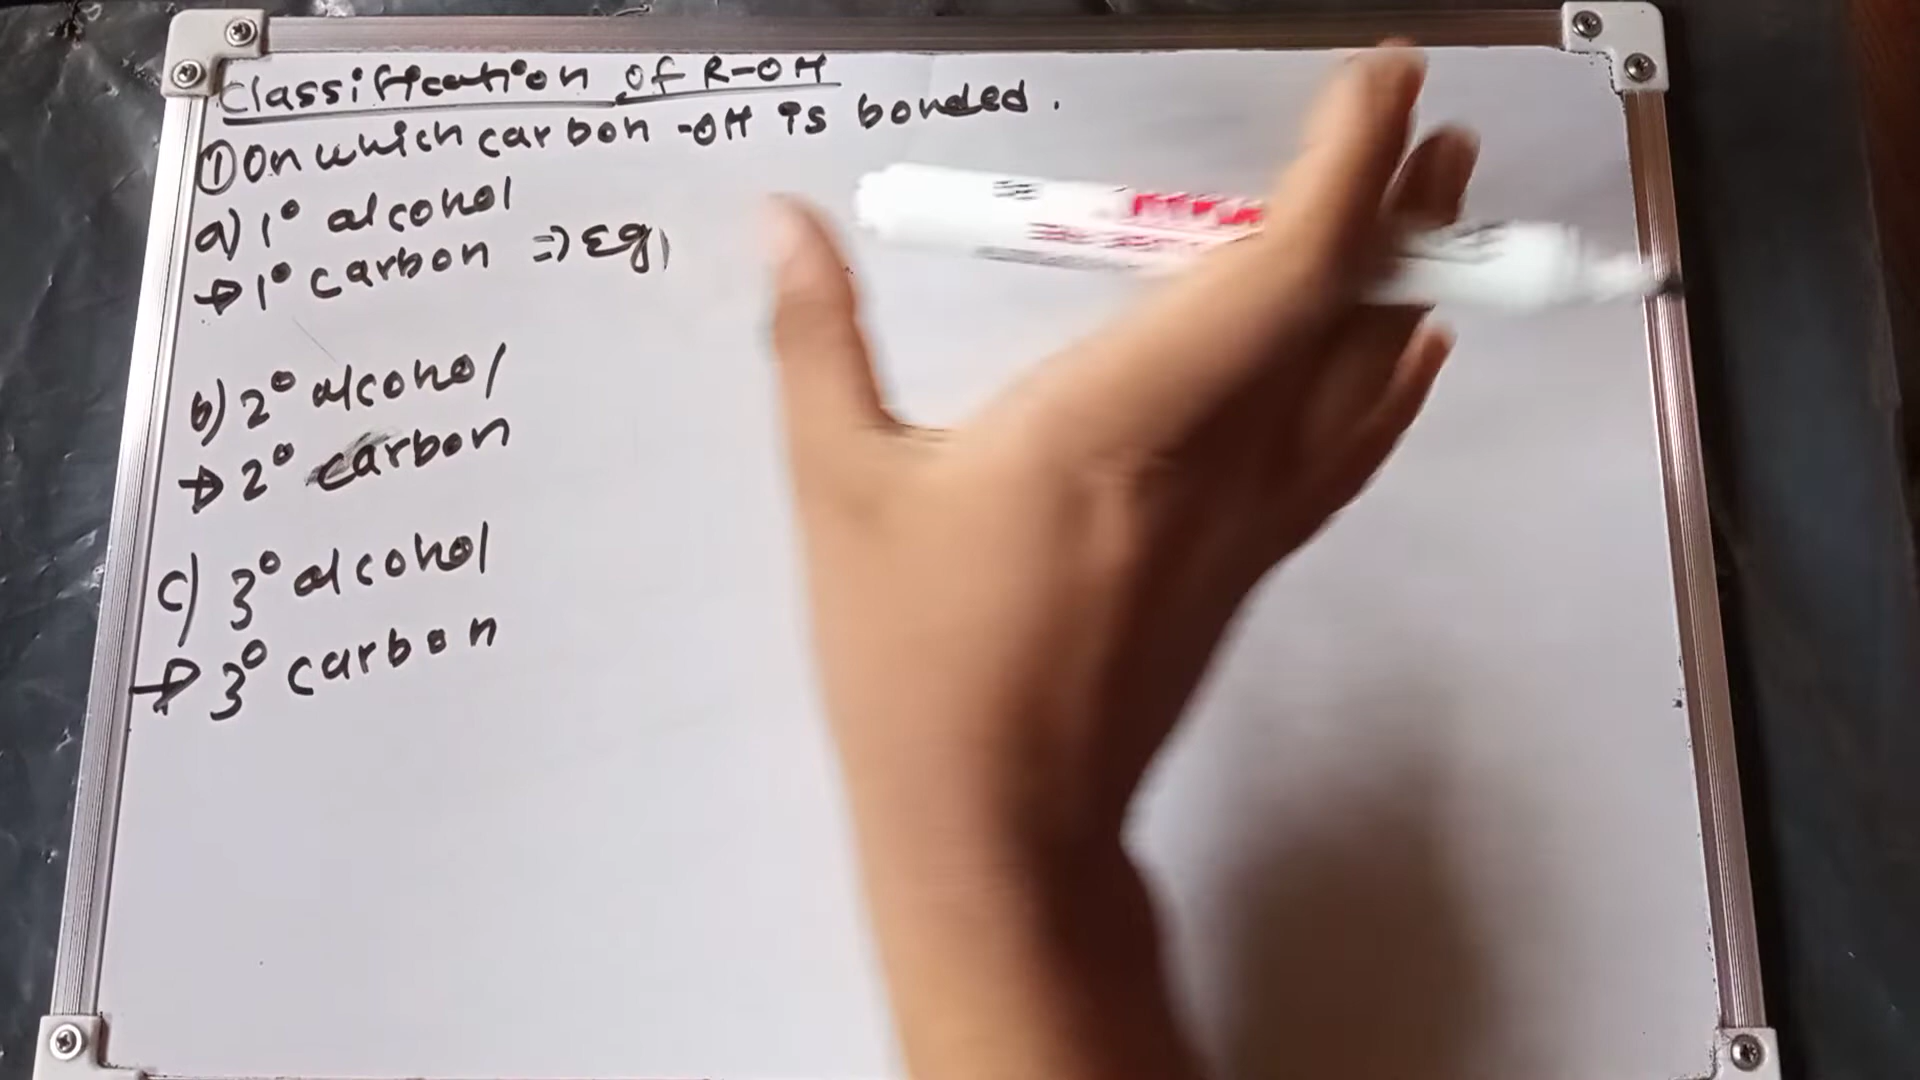 Classification of R-OH
① On which carbon -OH is bonded.
a) 1° alcohol
→ 1° carbon ⇒ Eg,
b) 2° alcohol
→ 2° carbon
c) 3° alcohol
→ 3° carbon